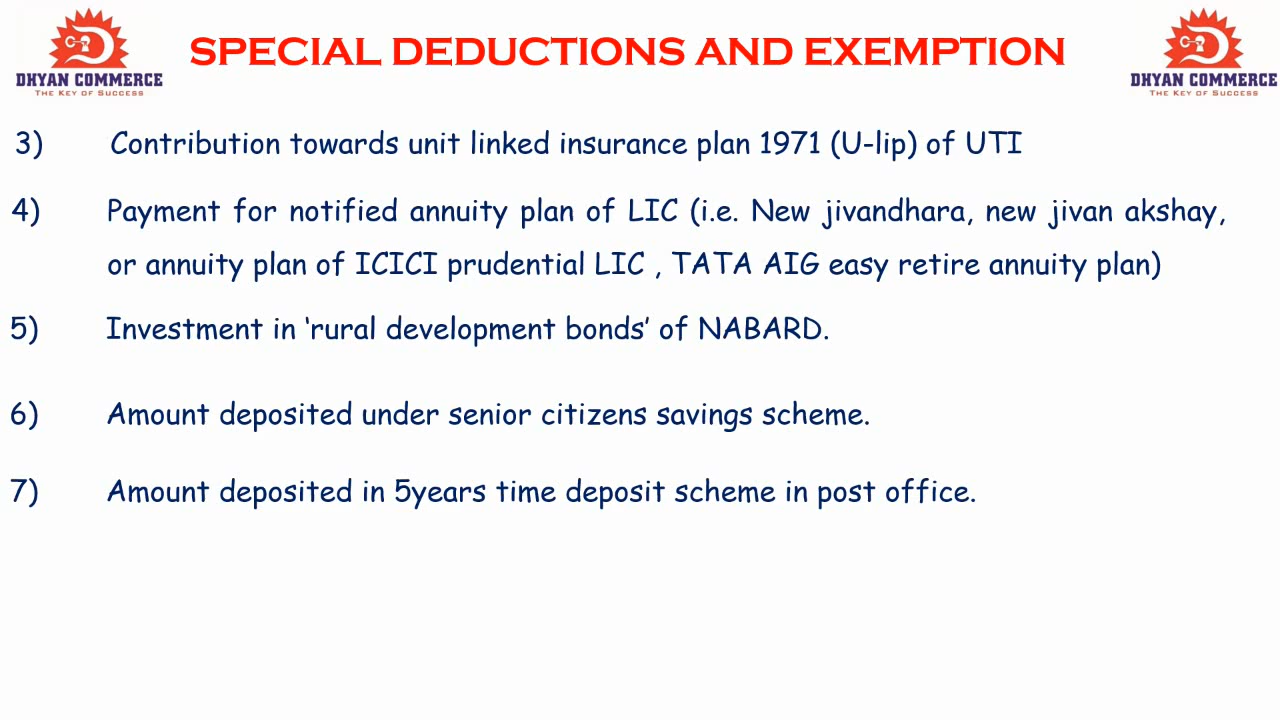 DHYAN COMMERCE
THE KEY OF SUCCESS
SPECIAL DEDUCTIONS AND EXEMPTION
DHYAN COMMERCE
THE KEY OF SUCCESS
3) Contribution towards unit linked insurance plan 1971 (U-lip) of UTI
4) Payment for notified annuity plan of LIC (i.e. New jivandhara, new jivan akshay,
or annuity plan of ICICI prudential LIC , TATA AIG easy retire annuity plan)
5) Investment in ‘rural development bonds’ of NABARD.
6) Amount deposited under senior citizens savings scheme.
7) Amount deposited in 5years time deposit scheme in post office.